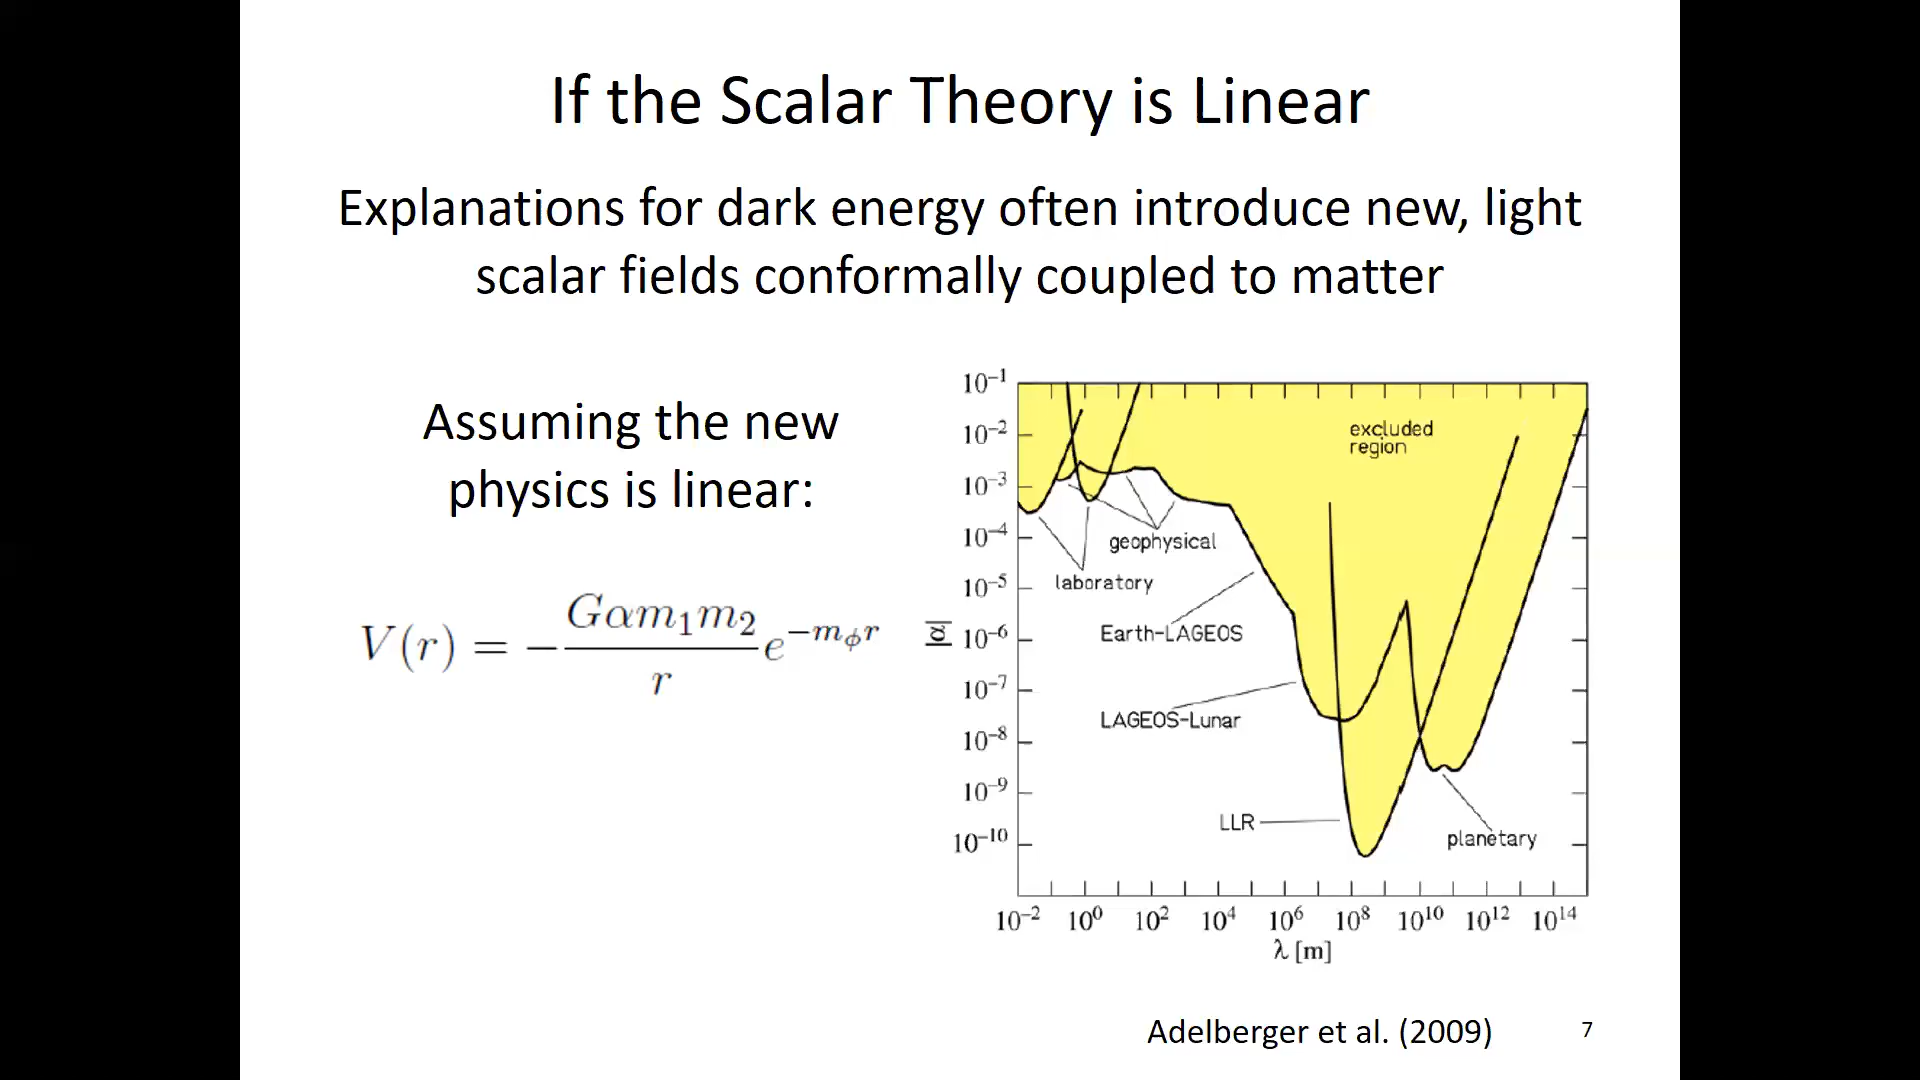 If the Scalar Theory is Linear
Explanations for dark energy often introduce new, light
scalar fields conformally coupled to matter
Assuming the new
physics is linear:
V(r) = −\frac{Gαm₁m₂}{r}e^{−m_ϕ r}
10⁻¹
10⁻²
10⁻³
10⁻⁴
10⁻⁵
10⁻⁶
10⁻⁷
10⁻⁸
10⁻⁹
10⁻¹⁰
|α|
excluded
region
geophysical
laboratory
Earth-LAGEOS
LAGEOS-Lunar
LLR
planetary
10⁻² 10⁰ 10² 10⁴ 10⁶ 10⁸ 10¹⁰ 10¹² 10¹⁴
λ [m]
Adelberger et al. (2009)
7